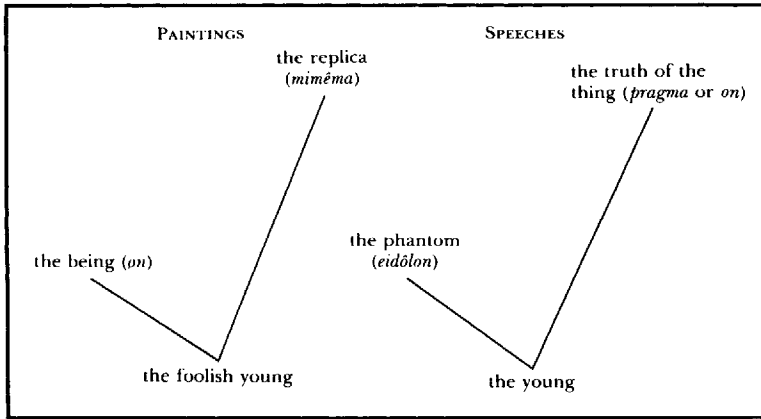 PAINTINGS
the replica
(mimêma)
the being (on)
the foolish young
SPEECHES
the truth of the
thing (pragma or on)
the phantom
(eidôlon)
the young